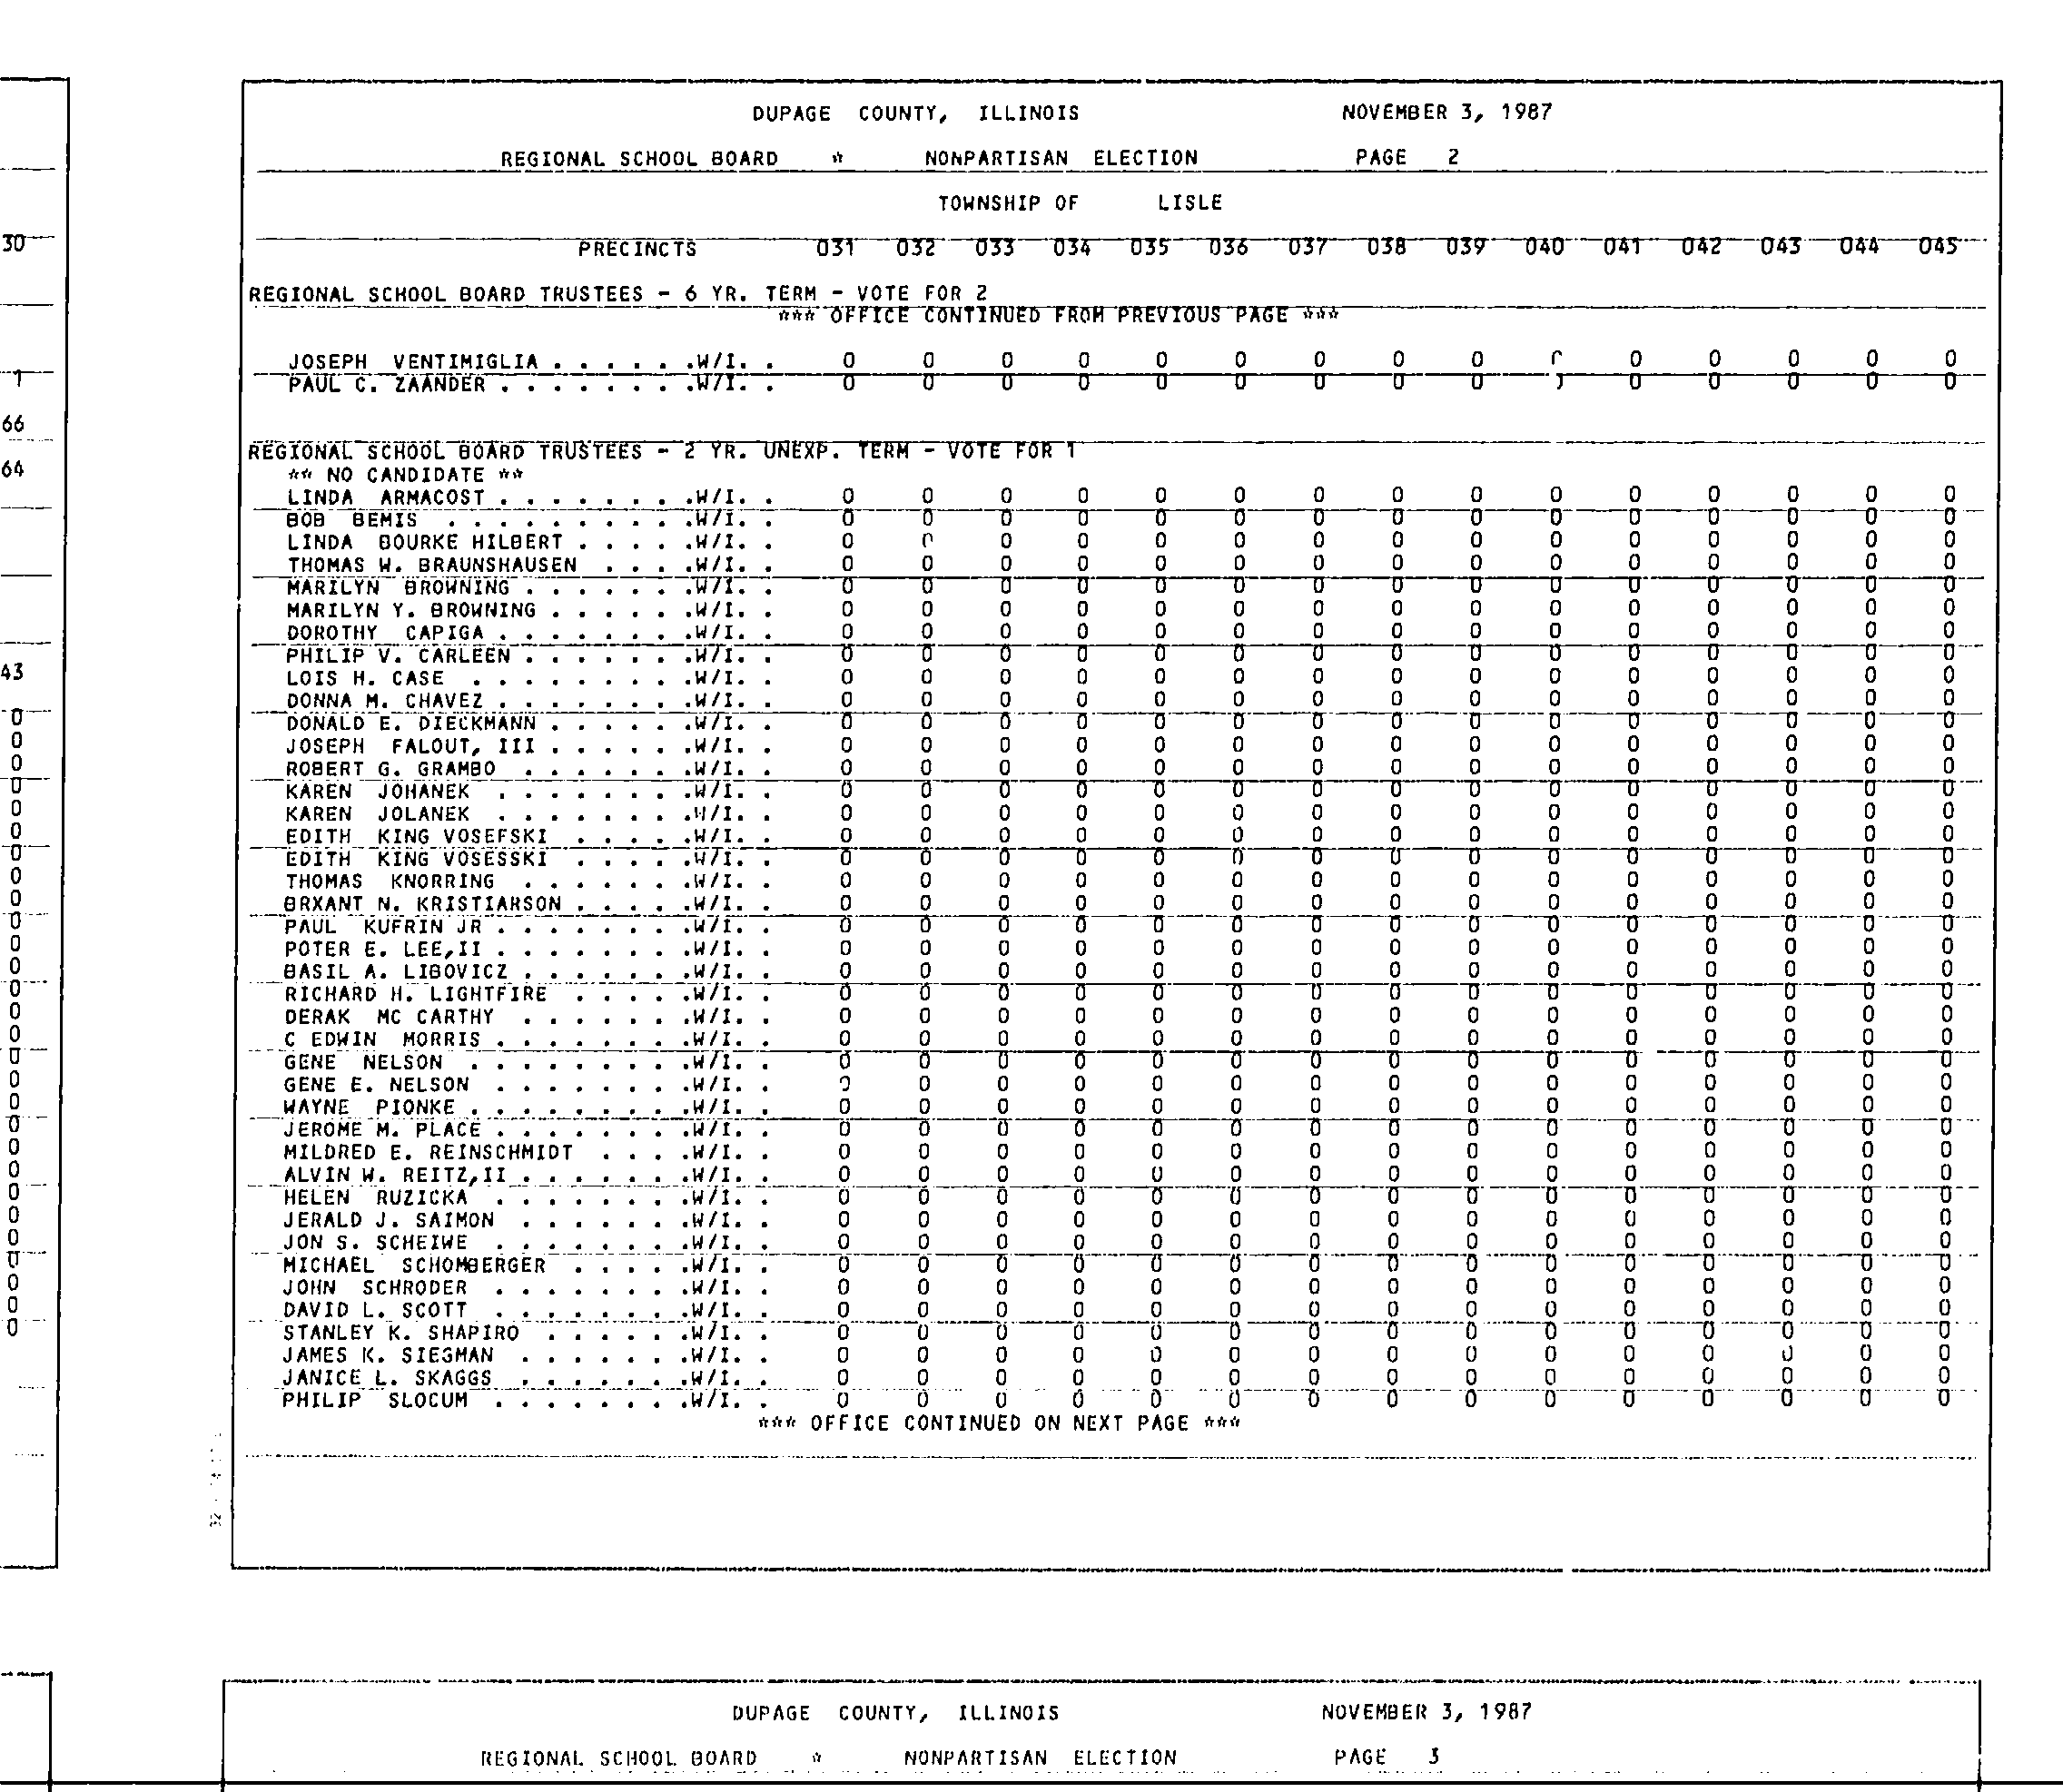 DUPAGE COUNTY, ILLINOIS NOVEMBER 3, 1987
REGIONAL SCHOOL BOARD * NONPARTISAN ELECTION PAGE 2
TOWNSHIP OF LISLE
30
PRECINCTS 031 032 033 034 035 036 037 038 039 040 041 042 043 044 045
REGIONAL SCHOOL BOARD TRUSTEES - 6 YR. TERM - VOTE FOR 2
*** OFFICE CONTINUED FROM PREVIOUS PAGE ***
JOSEPH VENTIMIGLIA . . . . . .W/I. . 0 0 0 0 0 0 0 0 0 0 0 0 0 0
1
PAUL C. ZAANDER . . . . . . . .W/I. . 0 0 0 0 0 0 0 0 0 0 0 0 0 0
66
REGIONAL SCHOOL BOARD TRUSTEES - 2 YR. UNEXP. TERM - VOTE FOR 1
64
** NO CANDIDATE **
LINDA ARMACOST . . . . . . . .W/I. . 0 0 0 0 0 0 0 0 0 0 0 0 0 0 0
BOB BEMIS . . . . . . . . . .W/I. . 0 0 0 0 0 0 0 0 0 0 0 0 0 0 0
LINDA BOURKE HILBERT . . . . .W/I. . 0 0 0 0 0 0 0 0 0 0 0 0 0 0 0
THOMAS W. BRAUNSHAUSEN . . . .W/I. . 0 0 0 0 0 0 0 0 0 0 0 0 0 0 0
MARILYN BROWNING . . . . . . .W/I. . 0 0 0 0 0 0 0 0 0 0 0 0 0 0 0
MARILYN Y. BROWNING . . . . . .W/I. . 0 0 0 0 0 0 0 0 0 0 0 0 0 0 0
DOROTHY CAPIGA . . . . . . . .W/I. . 0 0 0 0 0 0 0 0 0 0 0 0 0 0 0
PHILIP V. CARLEEN . . . . . . .W/I. . 0 0 0 0 0 0 0 0 0 0 0 0 0 0 0
43
LOIS H. CASE . . . . . . . . .W/I. . 0 0 0 0 0 0 0 0 0 0 0 0 0 0 0
DONNA M. CHAVEZ . . . . . . . .W/I. . 0 0 0 0 0 0 0 0 0 0 0 0 0 0 0
0
DONALD E. DIECKMANN . . . . . .W/I. . 0 0 0 0 0 0 0 0 0 0 0 0 0 0 0
0
JOSEPH FALOUT, III . . . . . .W/I. . 0 0 0 0 0 0 0 0 0 0 0 0 0 0 0
0
ROBERT G. GRAMBO . . . . . . .W/I. . 0 0 0 0 0 0 0 0 0 0 0 0 0 0 0
0
KAREN JOHANEK . . . . . . . .W/I. . 0 0 0 0 0 0 0 0 0 0 0 0 0 0 0
0
KAREN JOLANEK . . . . . . . .W/I. . 0 0 0 0 0 0 0 0 0 0 0 0 0 0 0
0
EDITH KING VOSEFSKI . . . . .W/I. . 0 0 0 0 0 0 0 0 0 0 0 0 0 0 0
0
EDITH KING VOSESSKI . . . . .W/I. . 0 0 0 0 0 0 0 0 0 0 0 0 0 0 0
0
THOMAS KNORRING . . . . . . .W/I. . 0 0 0 0 0 0 0 0 0 0 0 0 0 0 0
0
BRXANT N. KRISTIARSON . . . . .W/I. . 0 0 0 0 0 0 0 0 0 0 0 0 0 0 0
0
PAUL KUFRIN JR . . . . . . . .W/I. . 0 0 0 0 0 0 0 0 0 0 0 0 0 0 0
0
POTER E. LEE,II . . . . . . . .W/I. . 0 0 0 0 0 0 0 0 0 0 0 0 0 0 0
0
BASIL A. LIBOVICZ . . . . . . .W/I. . 0 0 0 0 0 0 0 0 0 0 0 0 0 0 0
0
RICHARD H. LIGHTFIRE . . . . .W/I. . 0 0 0 0 0 0 0 0 0 0 0 0 0 0 0
0
DERAK MC CARTHY . . . . . . .W/I. . 0 0 0 0 0 0 0 0 0 0 0 0 0 0 0
0
C EDWIN MORRIS . . . . . . . .W/I. . 0 0 0 0 0 0 0 0 0 0 0 0 0 0 0
0
GENE NELSON . . . . . . . . .W/I. . 0 0 0 0 0 0 0 0 0 0 0 0 0 0 0
0
GENE E. NELSON . . . . . . . .W/I. . 0 0 0 0 0 0 0 0 0 0 0 0 0 0 0
0
WAYNE PIONKE . . . . . . . . .W/I. . 0 0 0 0 0 0 0 0 0 0 0 0 0 0 0
0
JEROME M. PLACE . . . . . . . .W/I. . 0 0 0 0 0 0 0 0 0 0 0 0 0 0 0
0
MILDRED E. REINSCHMIDT . . . .W/I. . 0 0 0 0 0 0 0 0 0 0 0 0 0 0 0
0
ALVIN W. REITZ,II . . . . . . .W/I. . 0 0 0 0 0 0 0 0 0 0 0 0 0 0 0
0
HELEN RUZICKA . . . . . . . .W/I. . 0 0 0 0 0 0 0 0 0 0 0 0 0 0 0
0
JERALD J. SAIMON . . . . . . .W/I. . 0 0 0 0 0 0 0 0 0 0 0 0 0 0 0
0
JON S. SCHEIWE . . . . . . . .W/I. . 0 0 0 0 0 0 0 0 0 0 0 0 0 0 0
0
MICHAEL SCHOMBERGER . . . . .W/I. . 0 0 0 0 0 0 0 0 0 0 0 0 0 0 0
0
JOHN SCHRODER . . . . . . . .W/I. . 0 0 0 0 0 0 0 0 0 0 0 0 0 0 0
0
DAVID L. SCOTT . . . . . . . .W/I. . 0 0 0 0 0 0 0 0 0 0 0 0 0 0 0
0
STANLEY K. SHAPIRO . . . . . .W/I. . 0 0 0 0 0 0 0 0 0 0 0 0 0 0 0
JAMES K. SIEGMAN . . . . . . .W/I. . 0 0 0 0 0 0 0 0 0 0 0 0 0 0 0
JANICE L. SKAGGS . . . . . . .W/I. . 0 0 0 0 0 0 0 0 0 0 0 0 0 0 0
PHILIP SLOCUM . . . . . . . .W/I. . 0 0 0 0 0 0 0 0 0 0 0 0 0 0 0
*** OFFICE CONTINUED ON NEXT PAGE ***
DUPAGE COUNTY, ILLINOIS NOVEMBER 3, 1987
REGIONAL SCHOOL BOARD * NONPARTISAN ELECTION PAGE 3